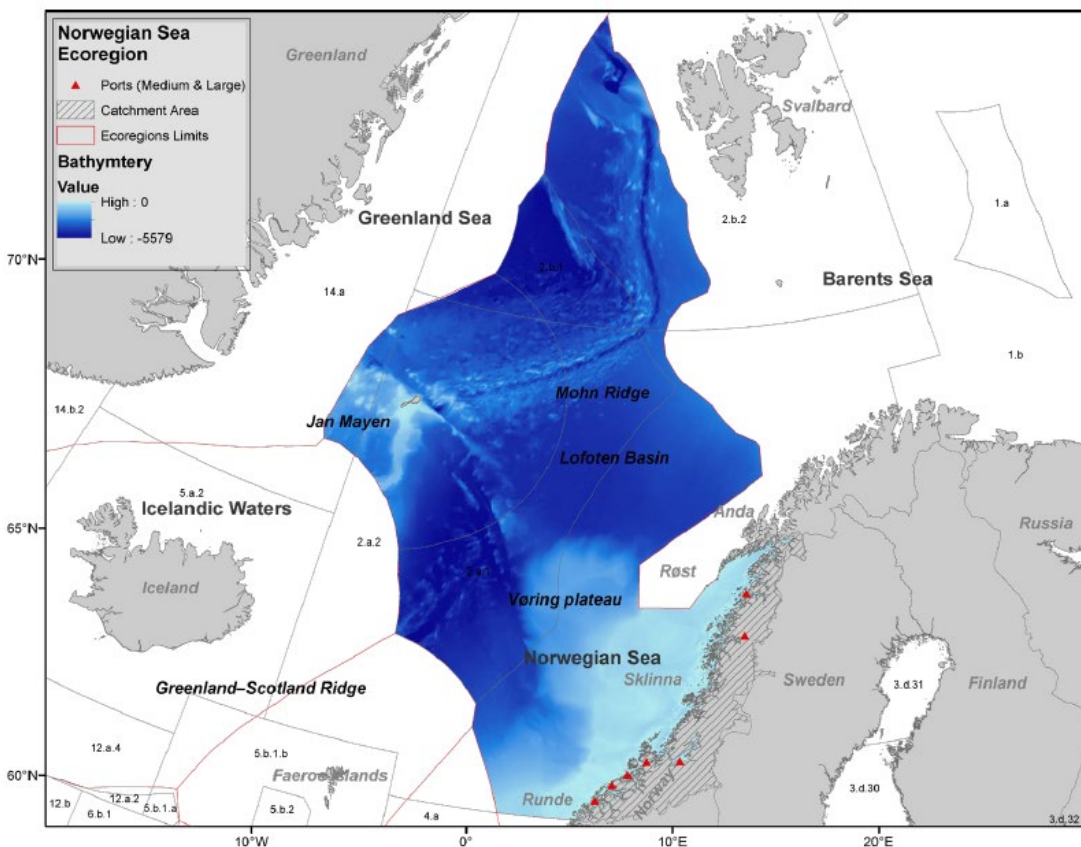 Norwegian Sea
Ecoregion
Ports (Medium & Large)
Catchment Area
Ecoregions Limits
Bathymtery
Value
High : 0
Low : -5579
Greenland
Svalbard
Greenland Sea
2.b.2
1.a
70°N
2.b.1
14.a
Barents Sea
1.b
Mohn Ridge
14.b.2
Jan Mayen
Lofoten Basin
5.a.2
Icelandic Waters
Anda
65°N
2.a.2
Russia
Røst
Iceland
Vøring plateau
Norwegian Sea
Sklinna
Sweden
Finland
3.d.31
Greenland–Scotland Ridge
12.a.4
5.b.1.b
60°N
Faeroe Islands
Norway
3.d.30
12.b
12.a.2
5.b.1.a
5.b.2
Runde
6.b.1
4.a
3.d.32
10°W
0°
10°E
20°E